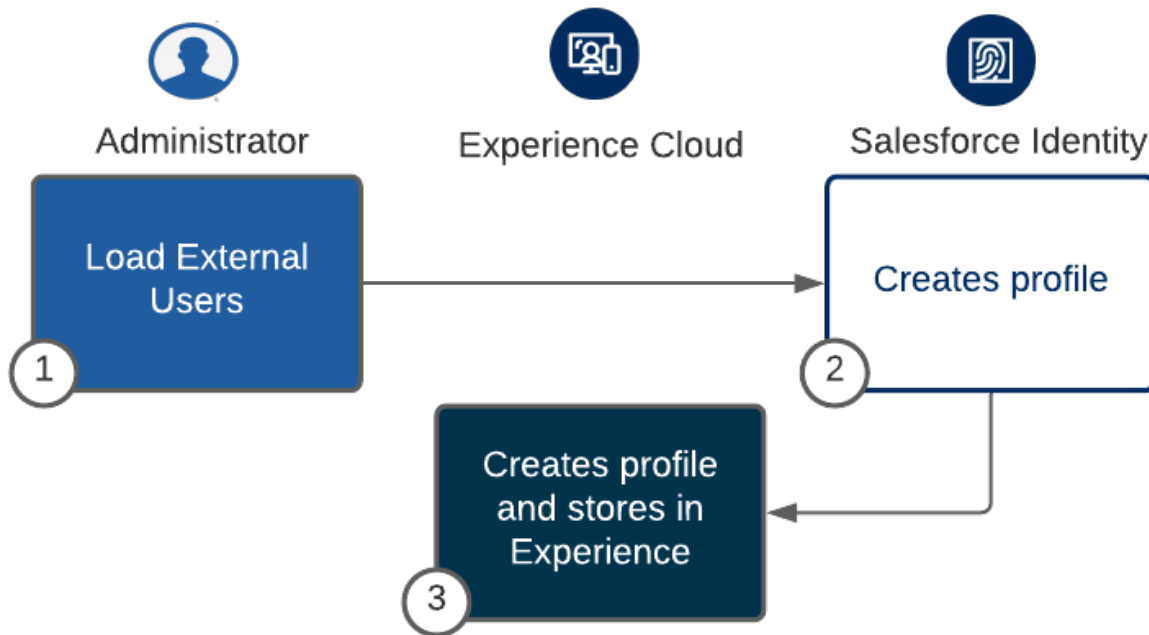 Administrator
Experience Cloud
Salesforce Identity
Load External
Users
1
Creates profile
2
Creates profile
and stores in
Experience
3